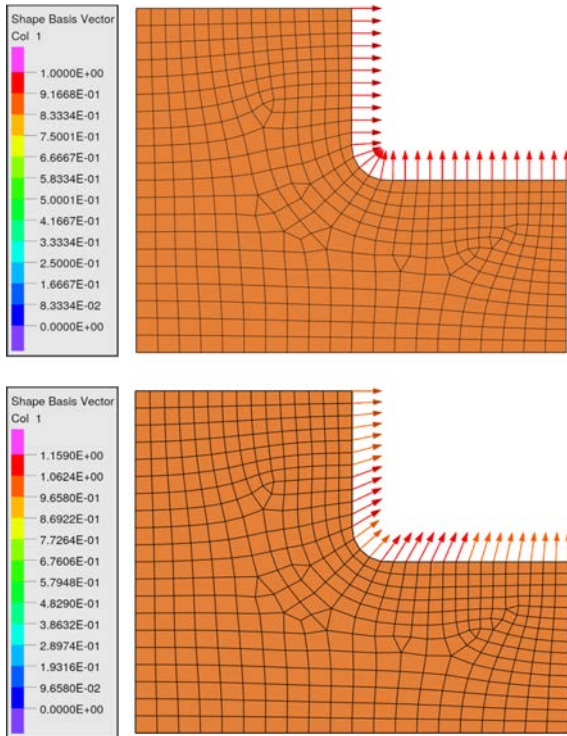 Shape Basis Vector
Col 1
1.0000E+00
9.1668E-01
8.3334E-01
7.5001E-01
6.6667E-01
5.8334E-01
5.0001E-01
4.1667E-01
3.3334E-01
2.5000E-01
1.6667E-01
8.3334E-02
0.0000E+00
Shape Basis Vector
Col 1
1.1590E+00
1.0624E+00
9.6580E-01
8.6922E-01
7.7264E-01
6.7606E-01
5.7948E-01
4.8290E-01
3.8632E-01
2.8974E-01
1.9316E-01
9.6580E-02
0.0000E+00